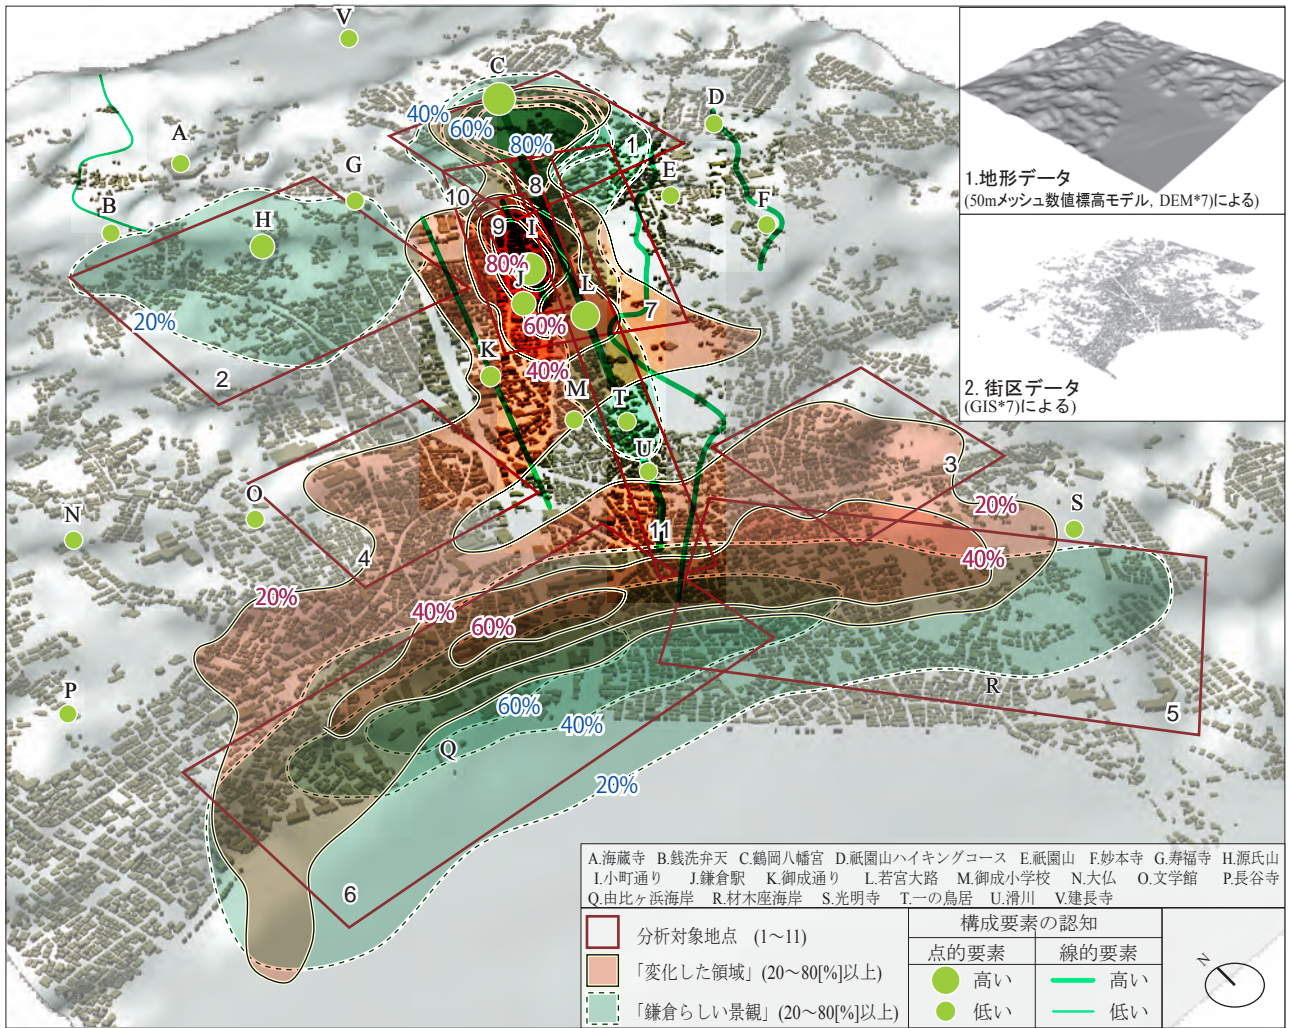 V
C
D
40%
60%
80%
1
A
E
G
10
8
F
B
H
9
I
80%
J
L
7
20%
60%
2
K
40%
M
T
U
3
O
20%
S
N
11
40%
4
20%
40%
60%
P
R
60%
5
40%
Q
20%
6
1.地形データ
(50mメッシュ数値標高モデル, DEM*7)による)
2. 街区データ
(GIS*7)による)
A.海蔵寺 B.銭洗弁天 C.鶴岡八幡宮 D.祇園山ハイキングコース E.祇園山 F.妙本寺 G.寿福寺 H.源氏山
I.小町通り J.鎌倉駅 K.御成通り L.若宮大路 M.御成小学校 N.大仏 O.文学館 P.長谷寺
Q.由比ヶ浜海岸 R.材木座海岸 S.光明寺 T.一の鳥居 U.滑川 V.建長寺
分析対象地点 (1～11)
「変化した領域」(20～80[%]以上)
「鎌倉らしい景観」(20～80[%]以上)
構成要素の認知
点的要素 線的要素
高い 高い
低い 低い
N